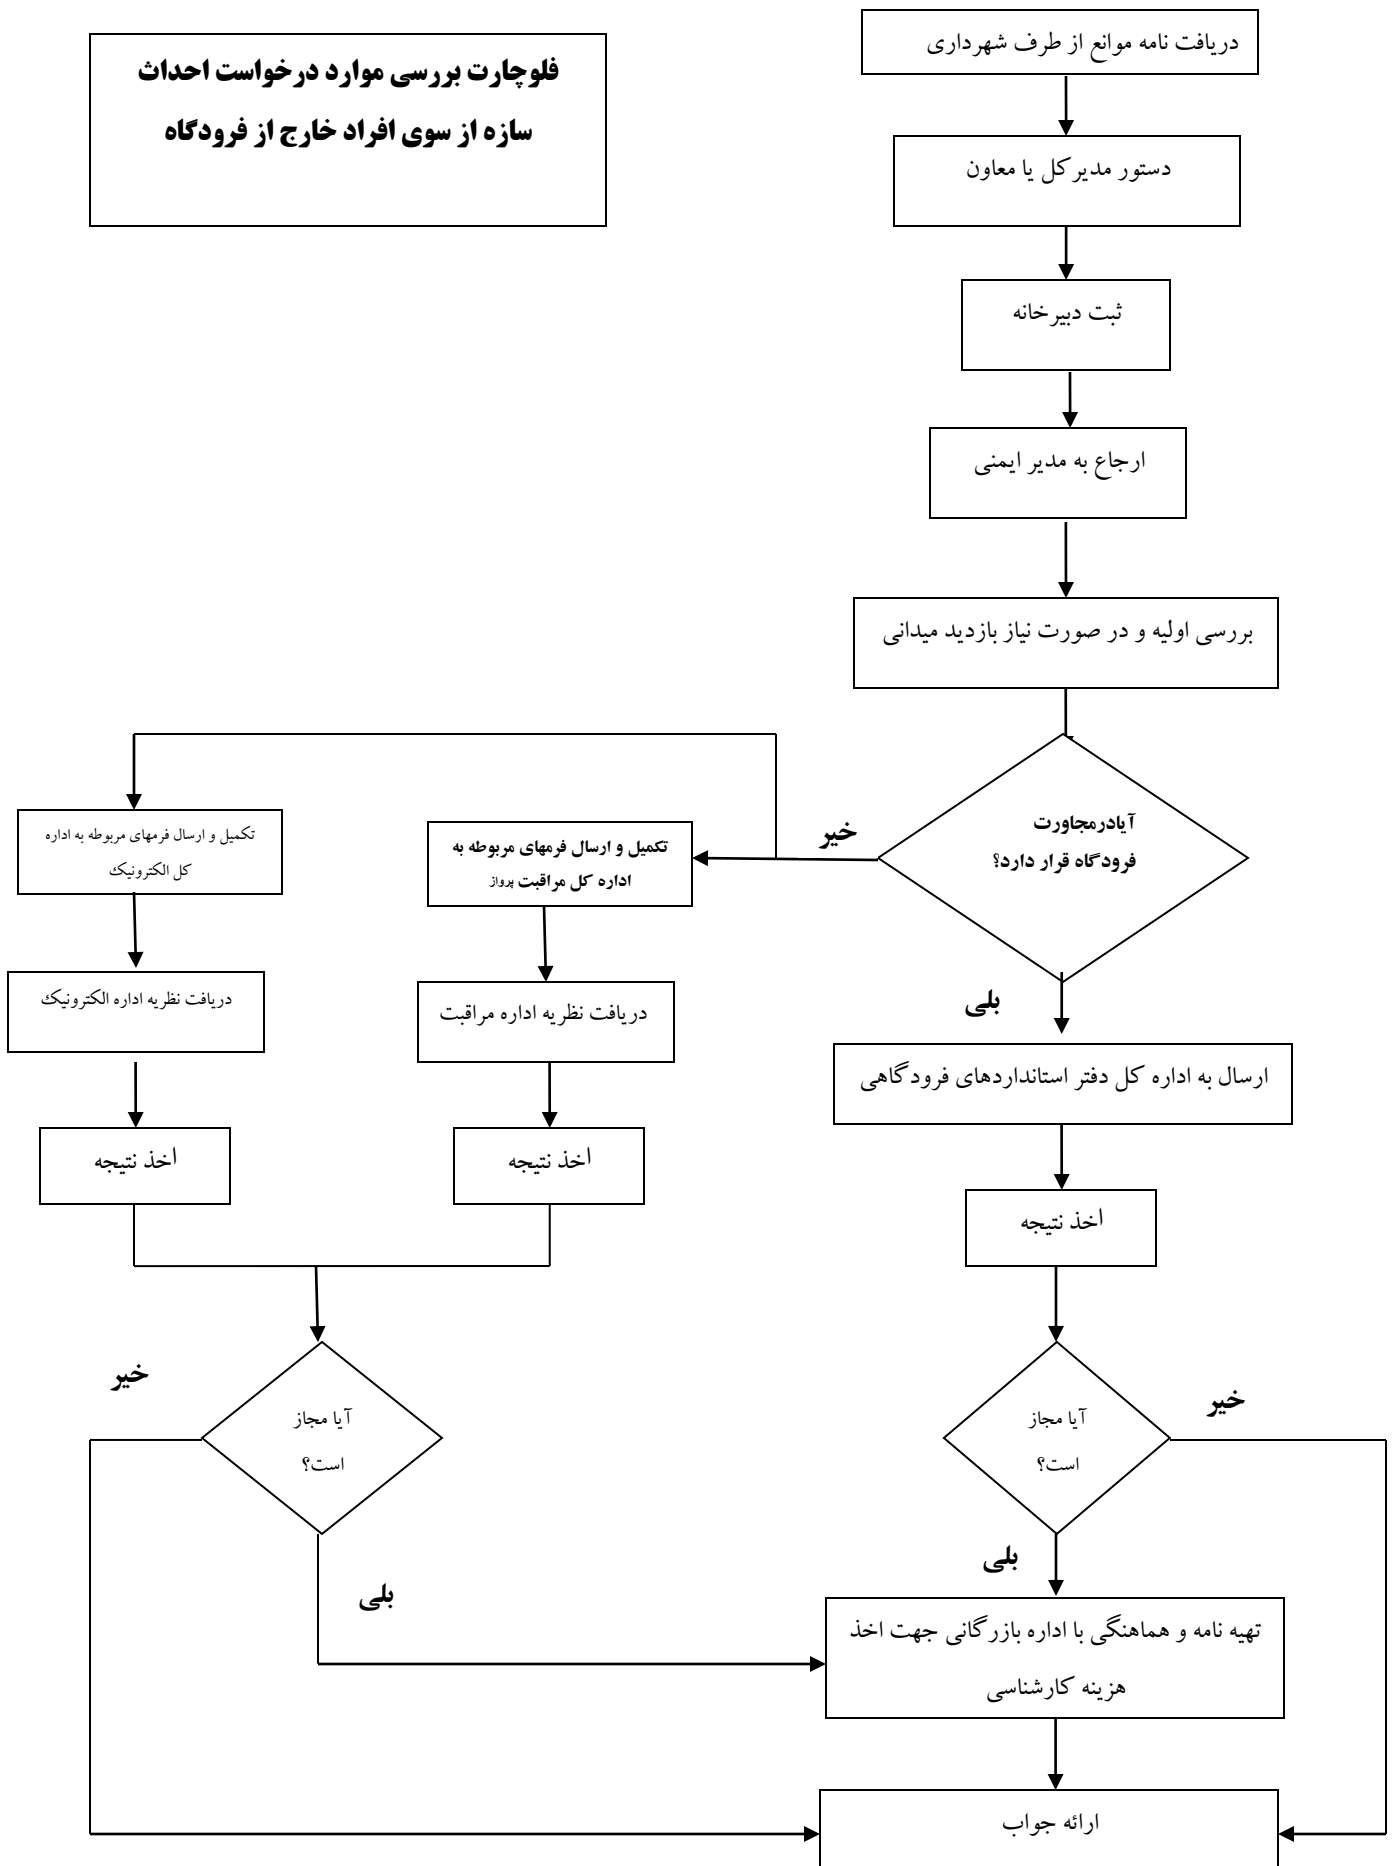 فلوچارت بررسی موارد درخواست احداث
سازه از سوی افراد خارج از فرودگاه
دریافت نامه موانع از طرف شهرداری
دستور مدیرکل یا معاون
ثبت دبیرخانه
ارجاع به مدیر ایمنی
بررسی اولیه و در صورت نیاز بازدید میدانی
آیادرمجاورت
فرودگاه قرار دارد؟
خیر
تکمیل و ارسال فرمهای مربوطه به
اداره کل مراقبت پرواز
تکمیل و ارسال فرمهای مربوطه به اداره
کل الکترونیک
بلی
دریافت نظریه اداره مراقبت
دریافت نظریه اداره الکترونیک
ارسال به اداره کل دفتر استانداردهای فرودگاهی
اخذ نتیجه
اخذ نتیجه
اخذ نتیجه
خیر
آیا مجاز
است؟
خیر
آیا مجاز
است؟
بلی
بلی
تهیه نامه و هماهنگی با اداره بازرگانی جهت اخذ
هزینه کارشناسی
ارائه جواب